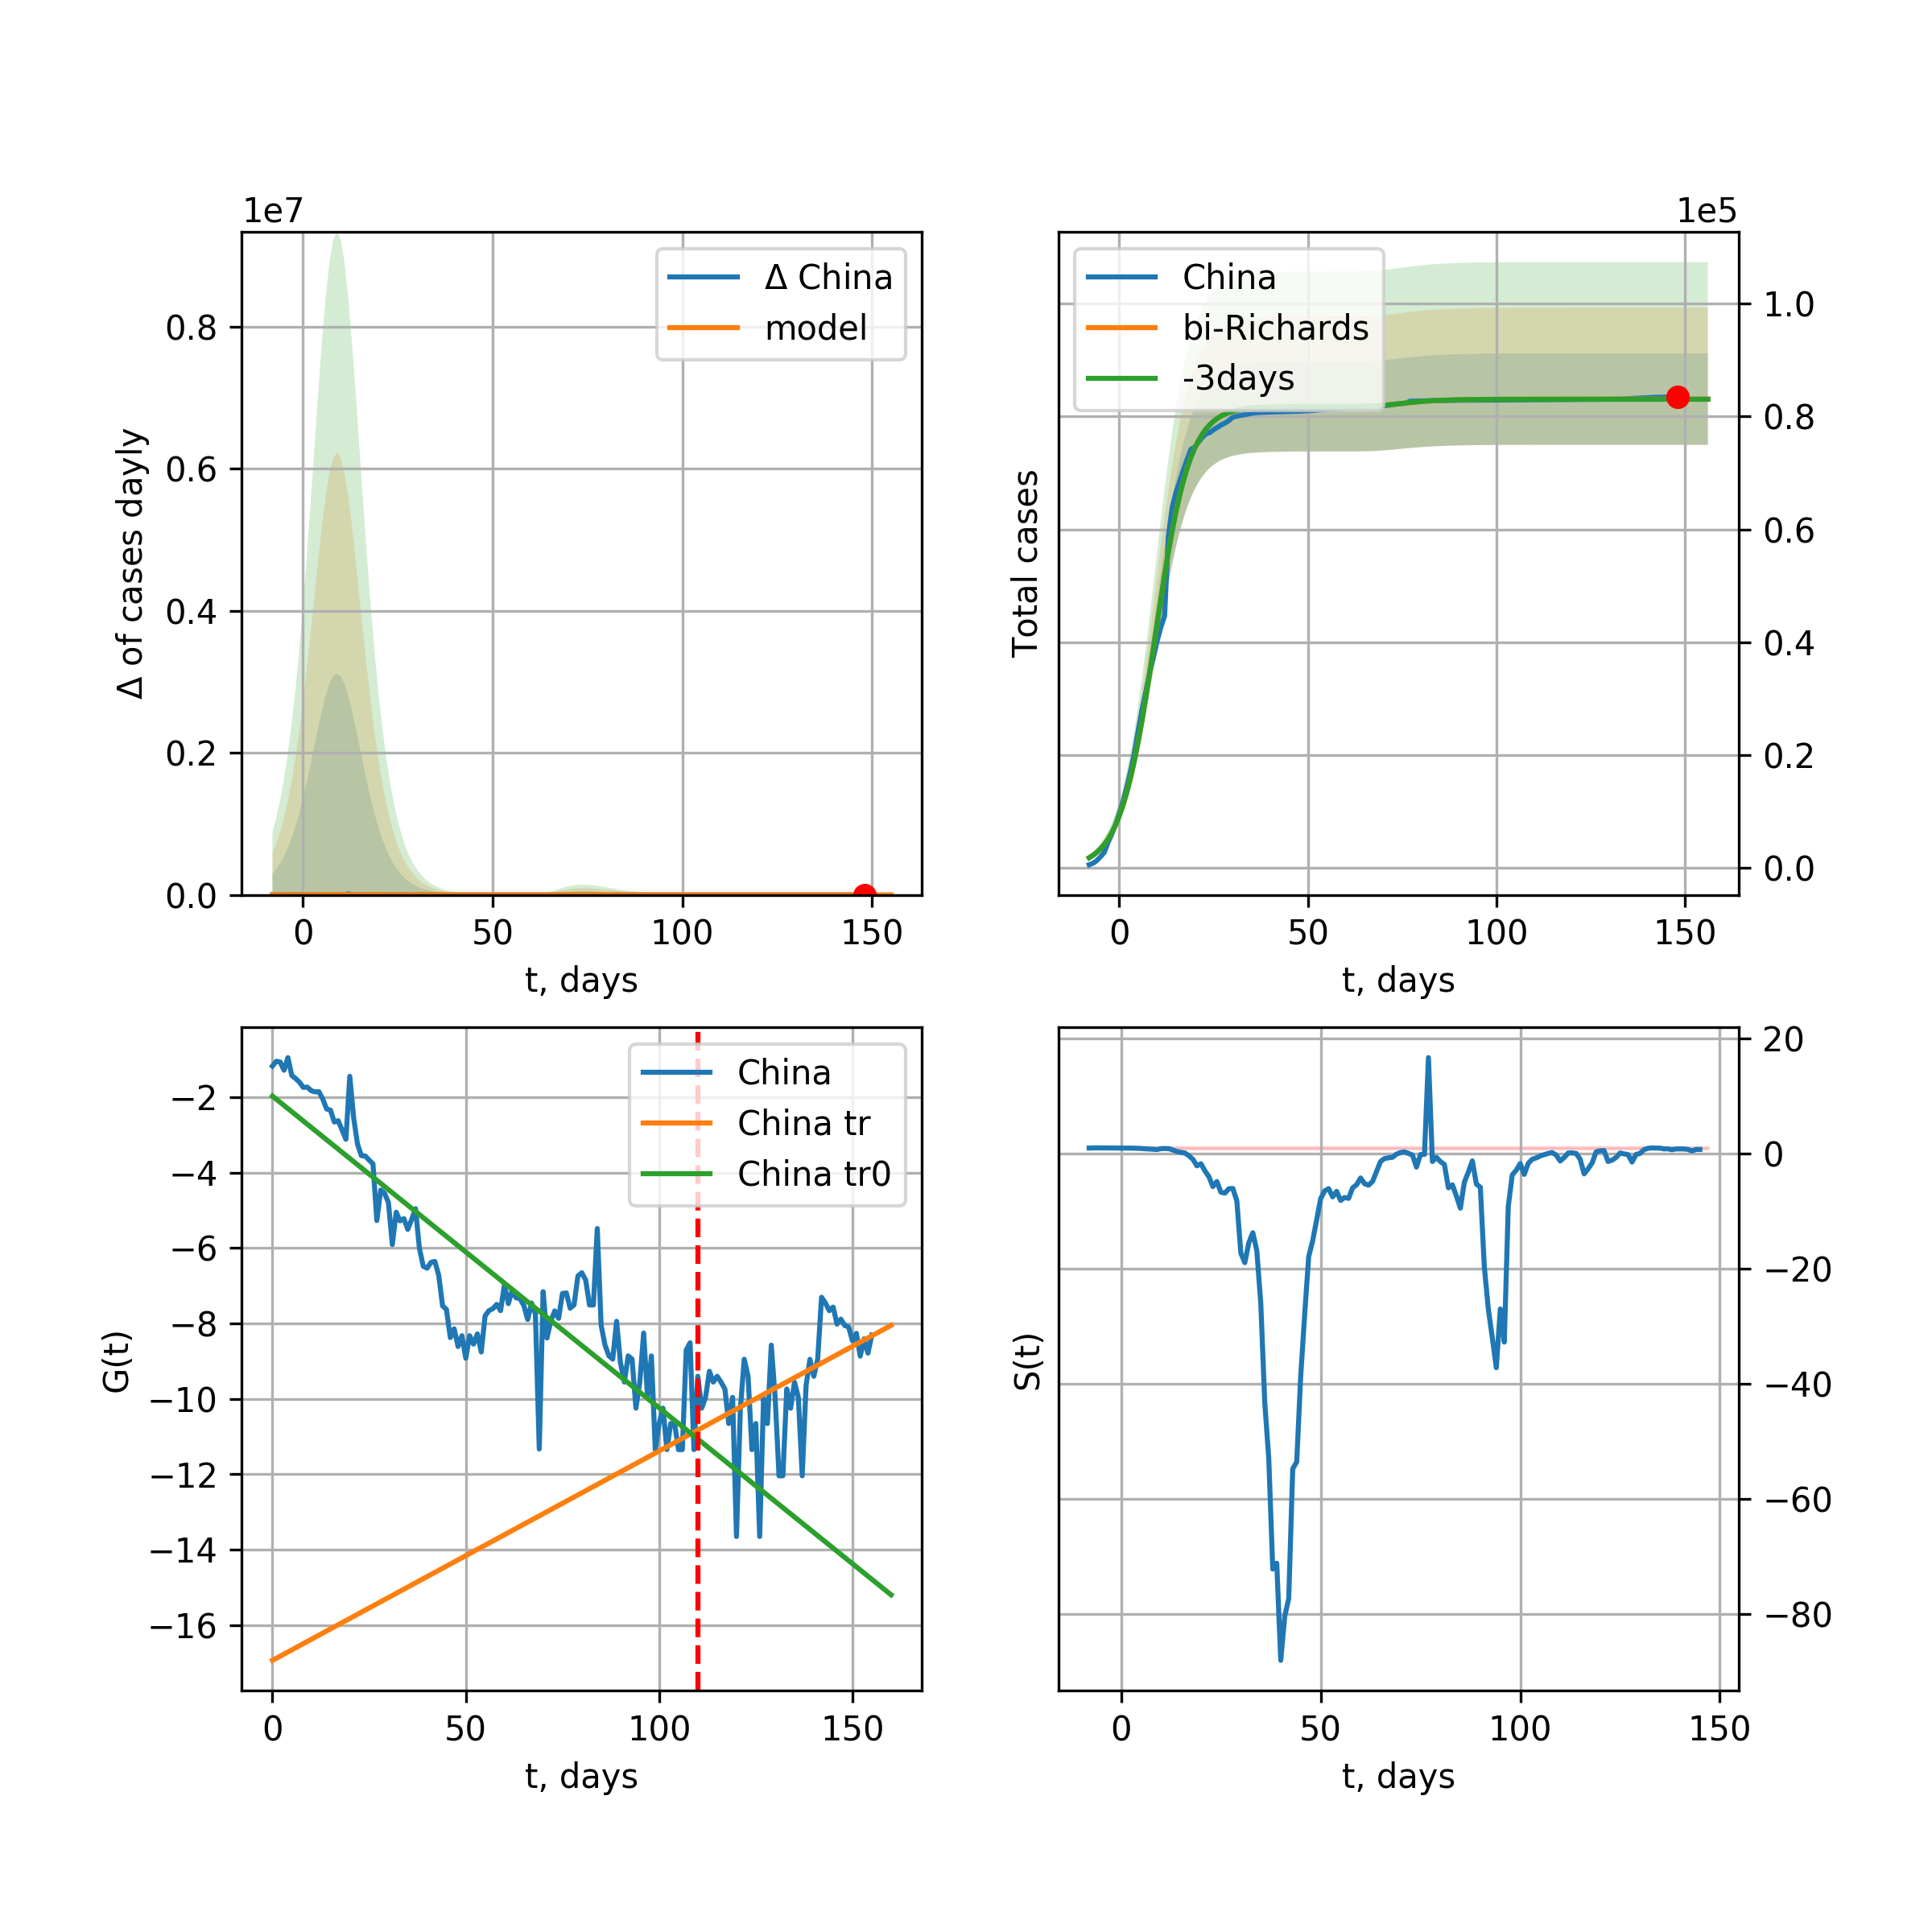 1e7
Δ of cases dayly
0.8
0.6
0.4
0.2
0.0
0 50 100 150
t, days
Δ China
model
1e5
Total cases
1.0
0.8
0.6
0.4
0.2
0.0
0 50 100 150
t, days
China
bi-Richards
-3days
G(t)
−2
−4
−6
−8
−10
−12
−14
−16
0 50 100 150
t, days
China
China tr
China tr0
S(t)
20
0
−20
−40
−60
−80
0 50 100 150
t, days